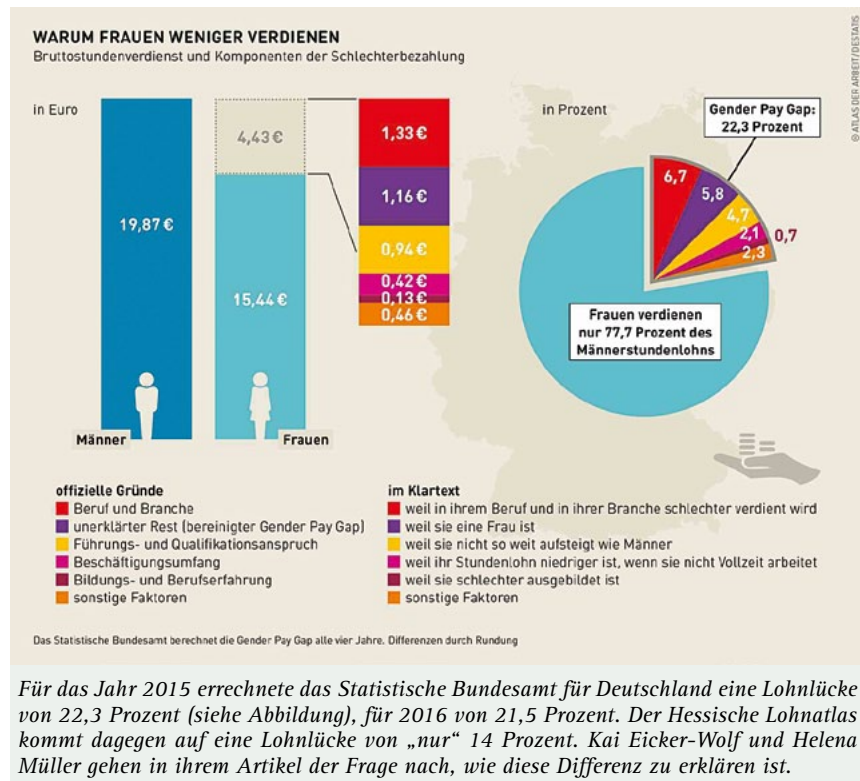 WARUM FRAUEN WENIGER VERDIENEN
Bruttostundenverdienst und Komponenten der Schlechterbezahlung
© ATLAS DER ARBEIT/DESTATIS
in Euro
4,43 €
19,87 €
15,44 €
Männer
Frauen
1,33 €
1,16 €
0,94 €
0,42 €
0,13 €
0,46 €
in Prozent
Gender Pay Gap:
22,3 Prozent
6,7
5,8
4,7
2,1
0,7
2,3
Frauen verdienen
nur 77,7 Prozent des
Männerstundenlohns
offizielle Gründe
Beruf und Branche
unerklärter Rest (bereinigter Gender Pay Gap)
Führungs- und Qualifikationsanspruch
Beschäftigungsumfang
Bildungs- und Berufserfahrung
sonstige Faktoren
im Klartext
weil in ihrem Beruf und in ihrer Branche schlechter verdient wird
weil sie eine Frau ist
weil sie nicht so weit aufsteigt wie Männer
weil ihr Stundenlohn niedriger ist, wenn sie nicht Vollzeit arbeitet
weil sie schlechter ausgebildet ist
sonstige Faktoren
Das Statistische Bundesamt berechnet die Gender Pay Gap alle vier Jahre. Differenzen durch Rundung
Für das Jahr 2015 errechnete das Statistische Bundesamt für Deutschland eine Lohnlücke
von 22,3 Prozent (siehe Abbildung), für 2016 von 21,5 Prozent. Der Hessische Lohnatlas
kommt dagegen auf eine Lohnlücke von „nur“ 14 Prozent. Kai Eicker-Wolf und Helena
Müller gehen in ihrem Artikel der Frage nach, wie diese Differenz zu erklären ist.